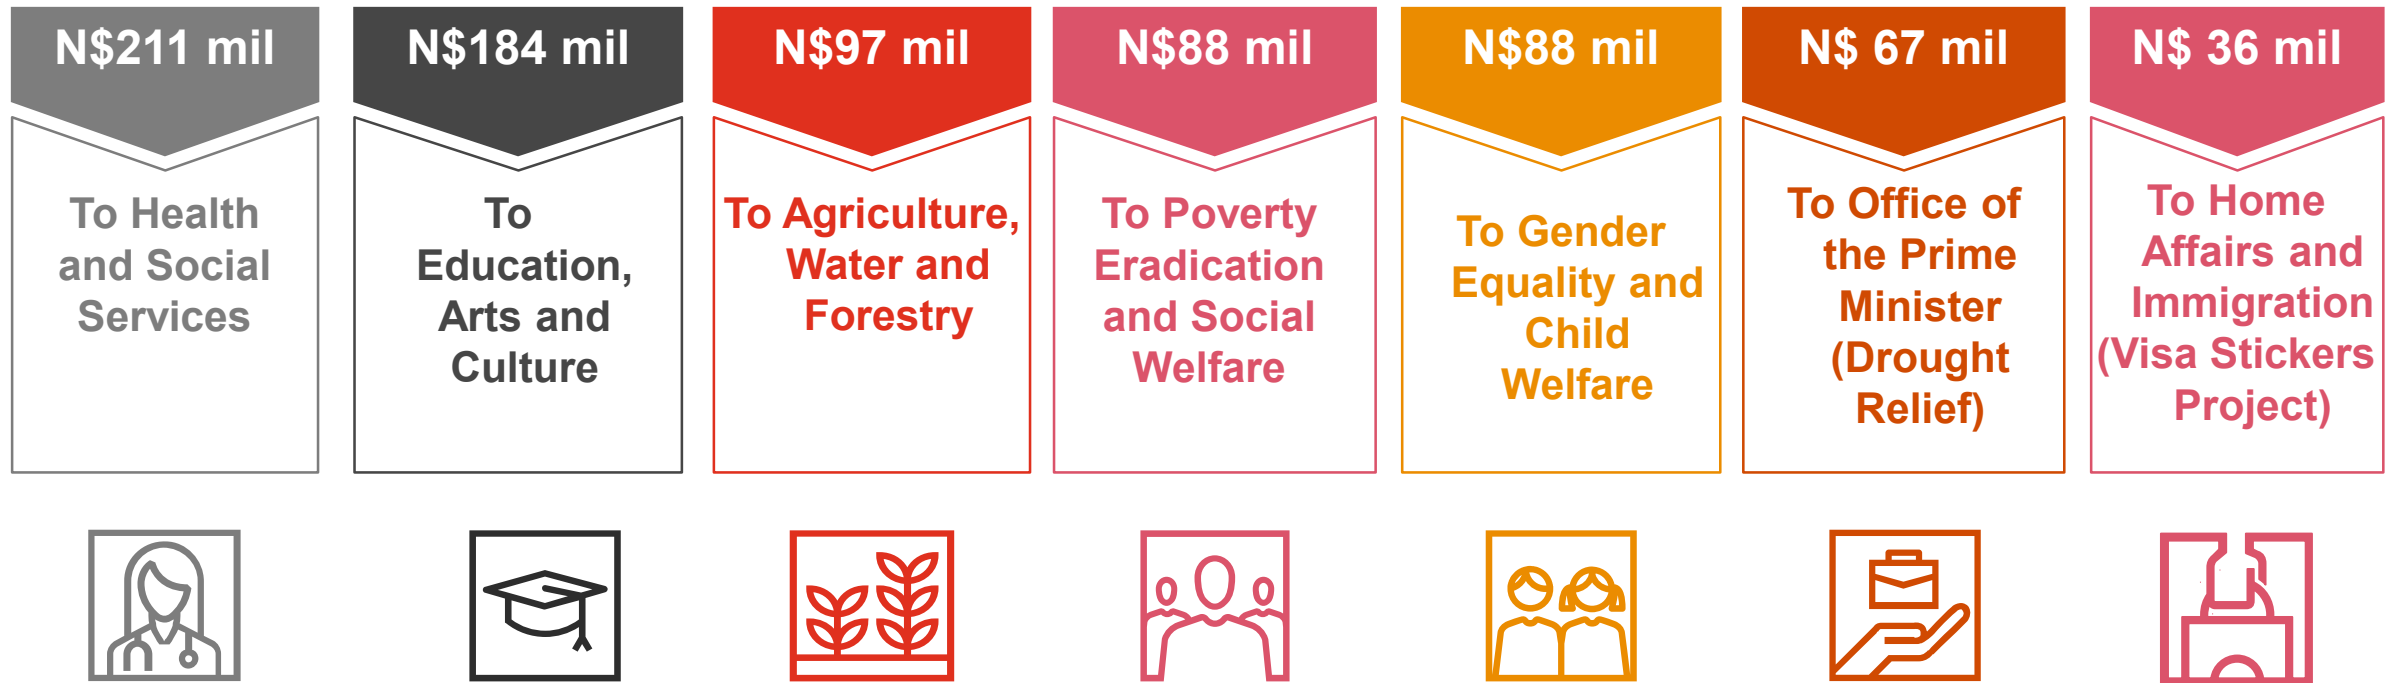 N$211 mil
To Health
and Social
Services
N$184 mil
To
Education,
Arts and
Culture
N$97 mil
To Agriculture,
Water and
Forestry
N$88 mil
To Poverty
Eradication
and Social
Welfare
N$88 mil
To Gender
Equality and
Child
Welfare
N$ 67 mil
To Office of
the Prime
Minister
(Drought
Relief)
N$ 36 mil
To Home
Affairs and
Immigration
(Visa Stickers
Project)